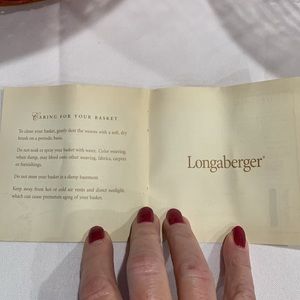 CARING FOR YOUR BASKET
To clean your basket, gently dust the weaves with a soft, dry
brush on a periodic basis.
Do not soak or spray your basket with water. Color weaving,
when damp, may bleed onto other weaving, fabrics, carpets
or furnishings.
Do not store your basket in a damp basement.
Keep away from hot or cold air vents and direct sunlight,
which can cause premature aging of your basket.
Longaberger®